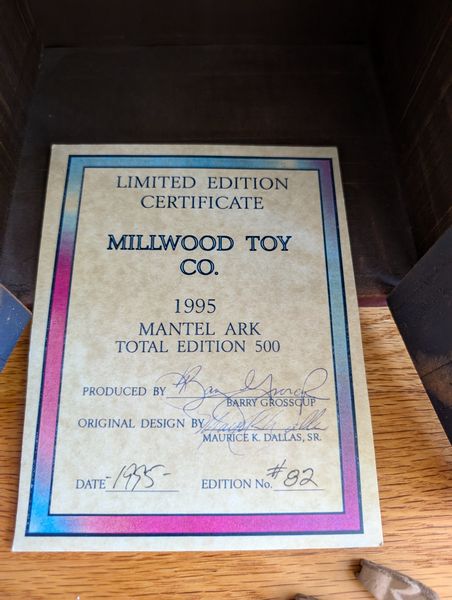 LIMITED EDITION
CERTIFICATE
MILLWOOD TOY
CO.
1995
MANTEL ARK
TOTAL EDITION 500
PRODUCED BY
BARRY GROSSCUP
ORIGINAL DESIGN BY
MAURICE K. DALLAS, SR.
DATE -1995- EDITION No. #82